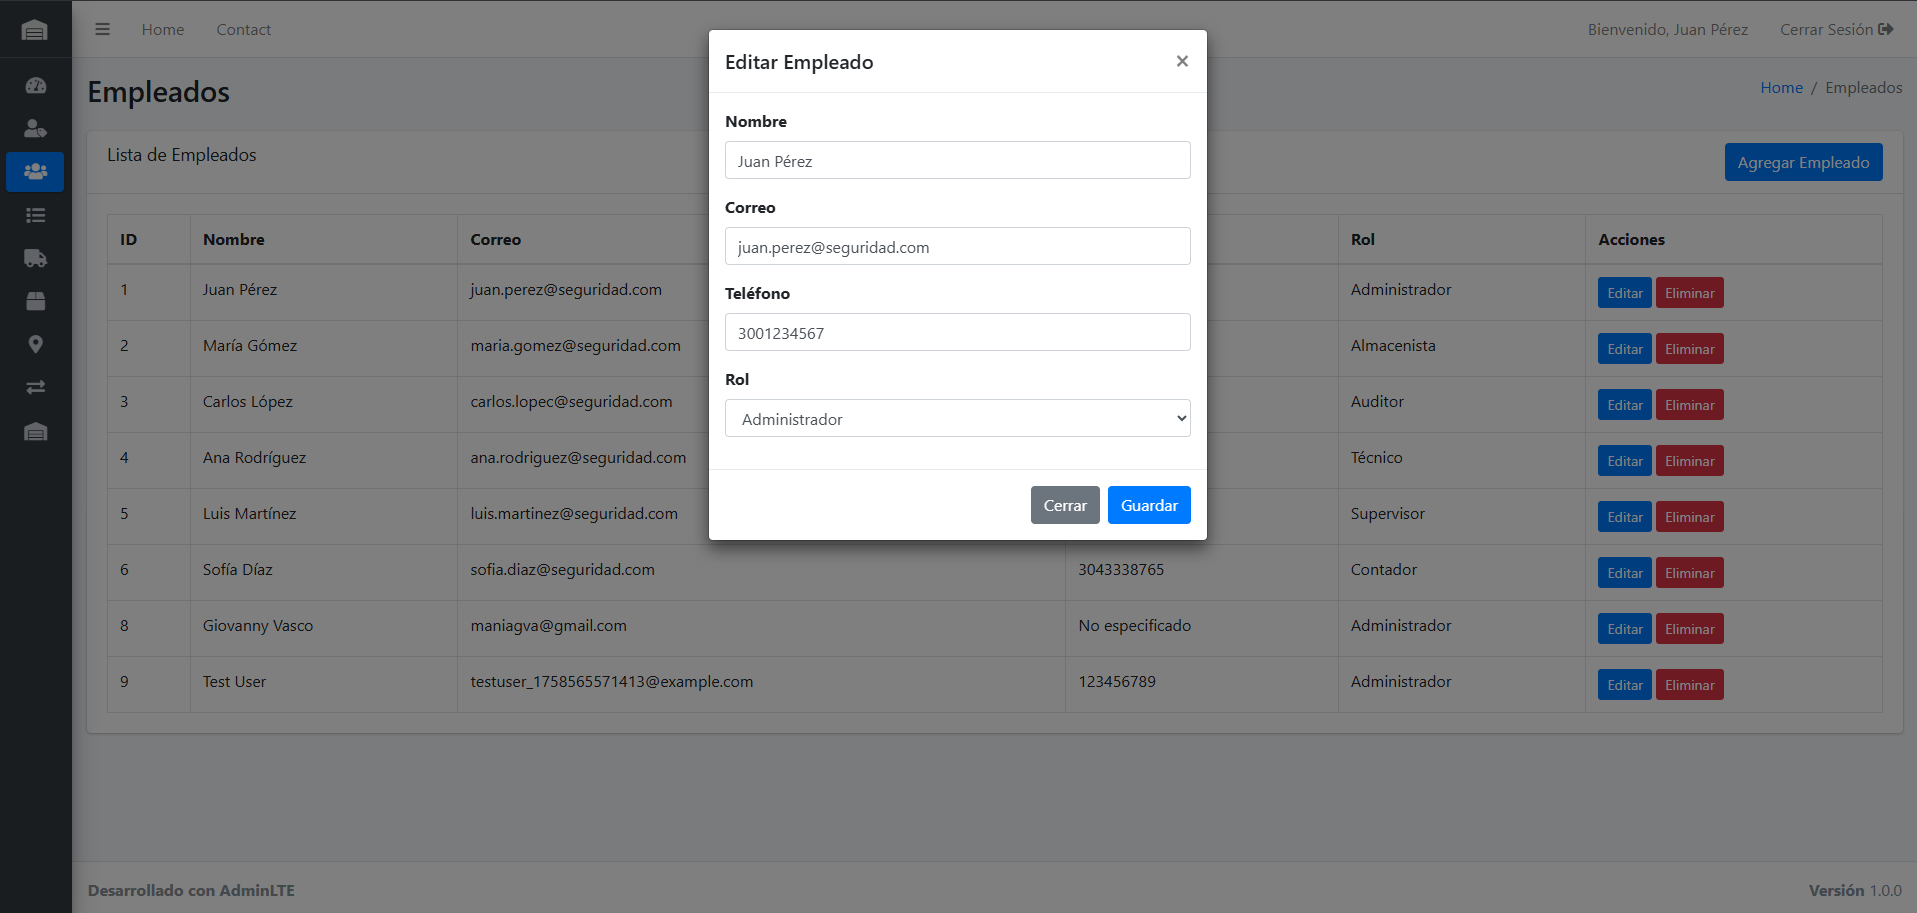 Home Contact Bienvenido, Juan Pérez Cerrar Sesión
Empleados
Home / Empleados
Lista de Empleados
Agregar Empleado
ID Nombre Correo Rol Acciones
1 Juan Pérez juan.perez@seguridad.com Administrador Editar Eliminar
2 María Gómez maria.gomez@seguridad.com Almacenista Editar Eliminar
3 Carlos López carlos.lopec@seguridad.com Auditor Editar Eliminar
4 Ana Rodríguez ana.rodriguez@seguridad.com Técnico Editar Eliminar
5 Luis Martínez luis.martinez@seguridad.com Supervisor Editar Eliminar
6 Sofía Díaz sofia.diaz@seguridad.com 3043338765 Contador Editar Eliminar
8 Giovanny Vasco maniagva@gmail.com No especificado Administrador Editar Eliminar
9 Test User testuser_1758565571413@example.com 123456789 Administrador Editar Eliminar
Editar Empleado ×
Nombre
Juan Pérez
Correo
juan.perez@seguridad.com
Teléfono
3001234567
Rol
Administrador
Cerrar Guardar
Desarrollado con AdminLTE Versión 1.0.0